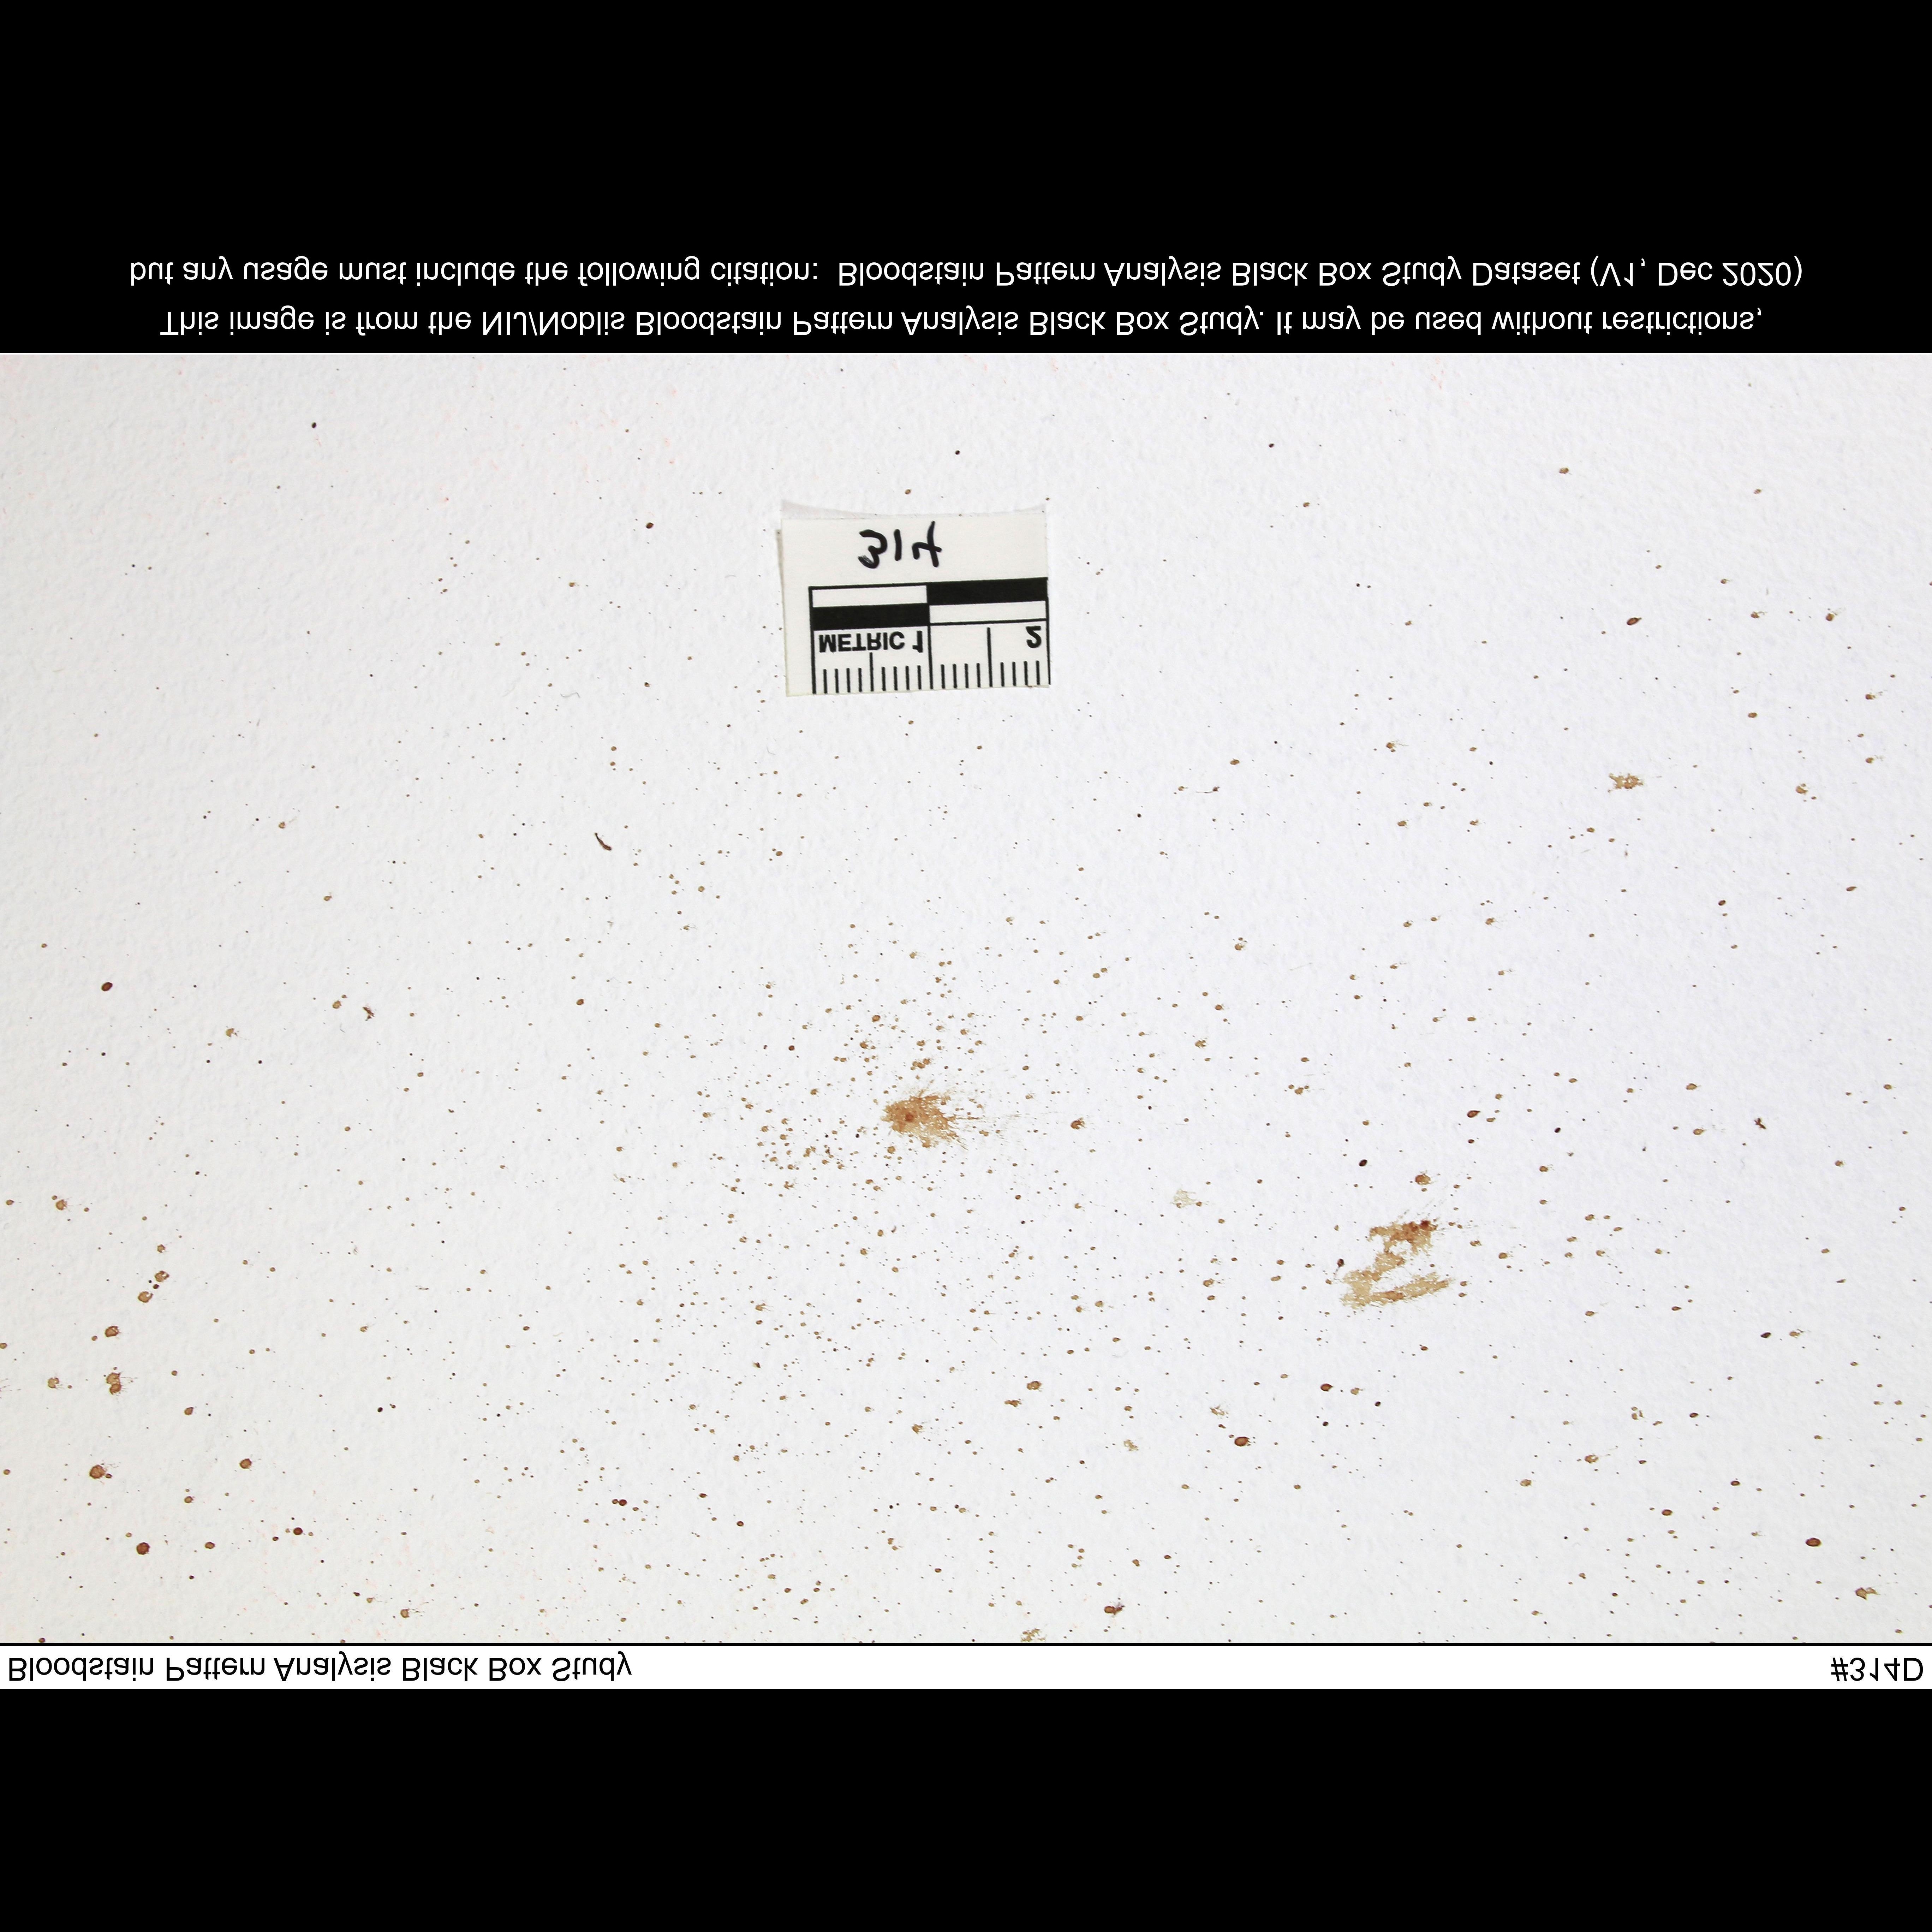 Bloodstain Pattern Analysis Black Box Study #314D
METRIC 1 2
314
This image is from the NIJ/Noblis Bloodstain Pattern Analysis Black Box Study. It may be used without restrictions,
but any usage must include the following citation: Bloodstain Pattern Analysis Black Box Study Dataset (V1, Dec 2020)